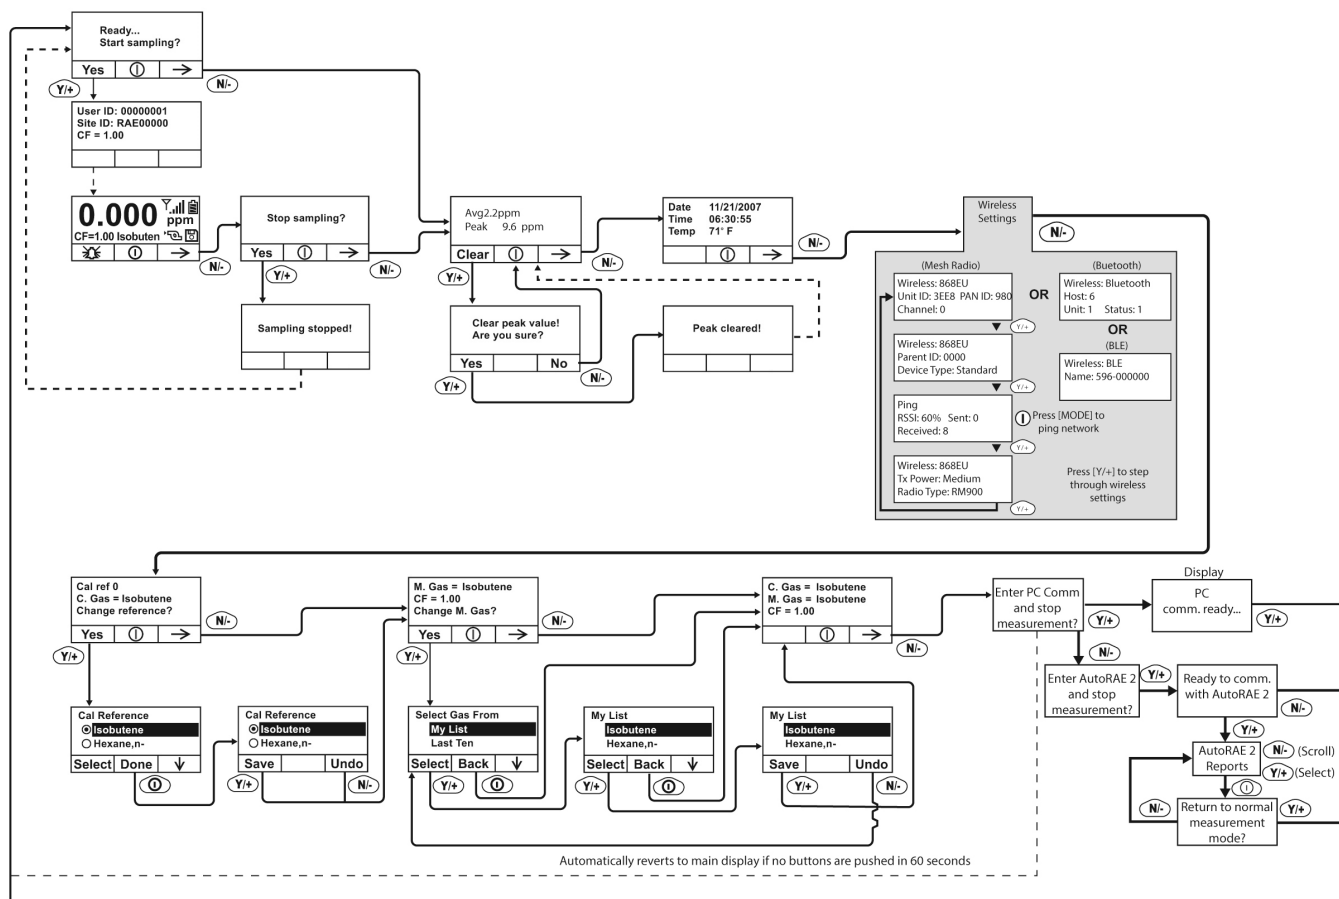 Ready...
Start sampling?
Yes
N/-
Y/+
User ID: 00000001
Site ID: RAE00000
CF = 1.00
0.000
ppm
CF=1.00 Isobuten
N/-
Stop sampling?
Yes
Y/+
N/-
Sampling stopped!
Avg2.2ppm
Peak 9.6 ppm
Clear
Y/+
N/-
Clear peak value!
Are you sure?
Yes No
Y/+
N/-
Peak cleared!
Date 11/21/2007
Time 06:30:55
Temp 71° F
N/-
Wireless
Settings
N/-
(Mesh Radio)
Wireless: 868EU
Unit ID: 3EE8 PAN ID: 980
Channel: 0
Y/+
Wireless: 868EU
Parent ID: 0000
Device Type: Standard
Y/+
Ping
RSSI: 60% Sent: 0
Received: 8
Press [MODE] to
ping network
Y/+
Wireless: 868EU
Tx Power: Medium
Radio Type: RM900
Y/+
OR
(Buetooth)
Wireless: Bluetooth
Host: 6
Unit: 1 Status: 1
OR
(BLE)
Wireless: BLE
Name: 596-000000
Press [Y/+] to step
through wireless
settings
Cal ref 0
C. Gas = Isobutene
Change reference?
Yes
N/-
Y/+
Cal Reference
Isobutene
Hexane,n-
Select Done
Cal Reference
Isobutene
Hexane,n-
Save Undo
Y/+
N/-
M. Gas = Isobutene
CF = 1.00
Change M. Gas?
Yes
N/-
Y/+
Select Gas From
My List
Last Ten
Select Back
Y/+
My List
Isobutene
Hexane,n-
Select Back
Y/+
My List
Isobutene
Hexane,n-
Save Undo
Y/+
N/-
C. Gas = Isobutene
M. Gas = Isobutene
CF = 1.00
N/-
Enter PC Comm
and stop
measurement?
Y/+
N/-
Display
PC
comm. ready...
Y/+
Enter AutoRAE 2
and stop
measurement?
Y/+
Ready to comm.
with AutoRAE 2
N/-
Y/+
AutoRAE 2
Reports
N/- (Scroll)
Y/+ (Select)
Return to normal
measurement
mode?
N/-
Y/+
Automatically reverts to main display if no buttons are pushed in 60 seconds